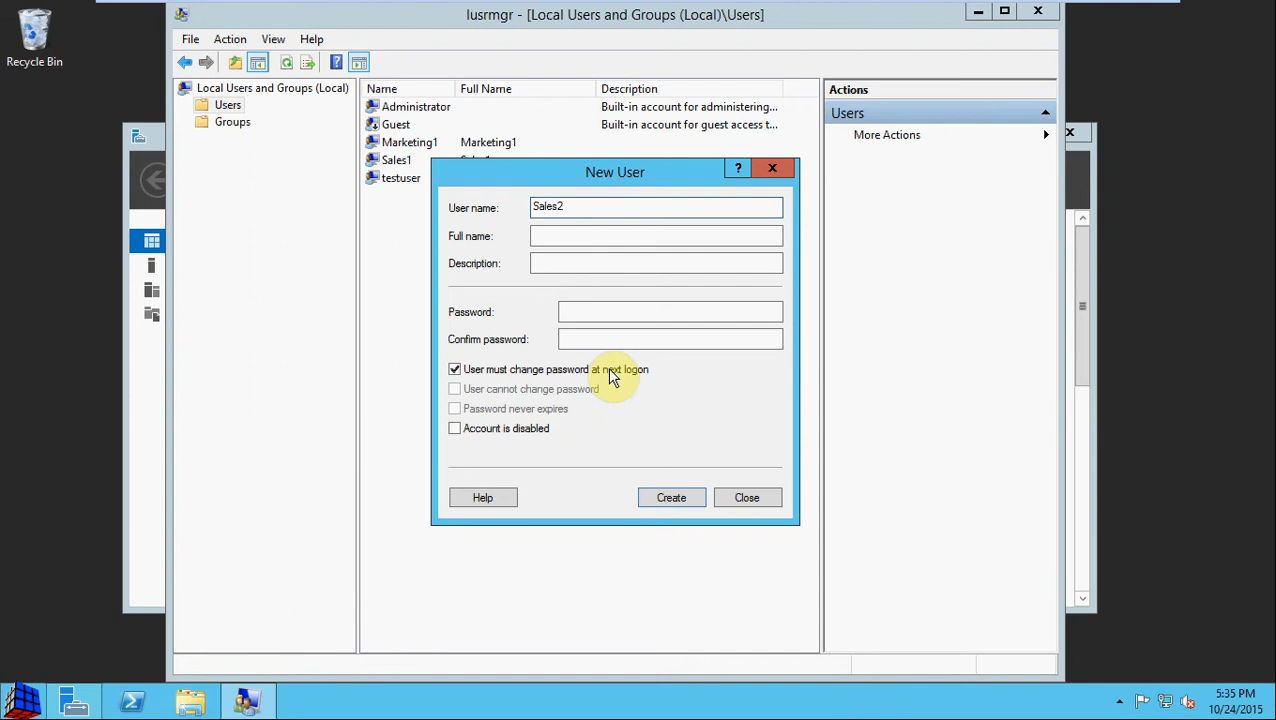 lusrmgr - [Local Users and Groups (Local)\Users]
Recycle Bin
File Action View Help
Local Users and Groups (Local)
Users
Groups
Name Full Name Description
Administrator Built-in account for administering...
Guest Built-in account for guest access t...
Marketing1 Marketing1
Sales1
testuser
Actions
Users
More Actions
New User
User name: Sales2
Full name:
Description:
Password:
Confirm password:
User must change password at next logon
User cannot change password
Password never expires
Account is disabled
Help Create Close
5:35 PM
10/24/2015